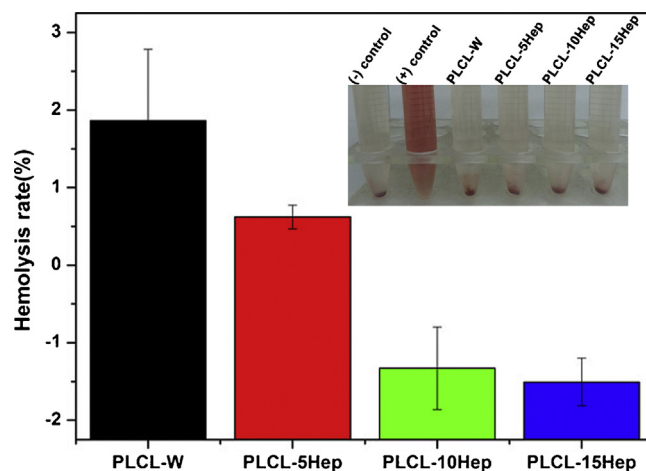 Hemolysis rate(%)
3
2
1
0
-1
-2
(-) control
(+) control
PLCL-W
PLCL-5Hep
PLCL-10Hep
PLCL-15Hep
PLCL-W
PLCL-5Hep
PLCL-10Hep
PLCL-15Hep